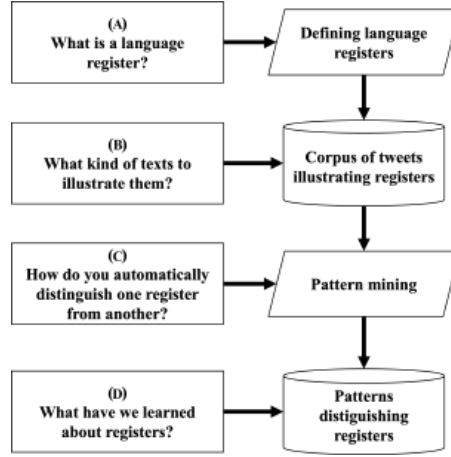 (A)
What is a language
register?
Defining language
registers
(B)
What kind of texts to
illustrate them?
Corpus of tweets
illustrating registers
(C)
How do you automatically
distinguish one register
from another?
Pattern mining
(D)
What have we learned
about registers?
Patterns
distiguishing
registers